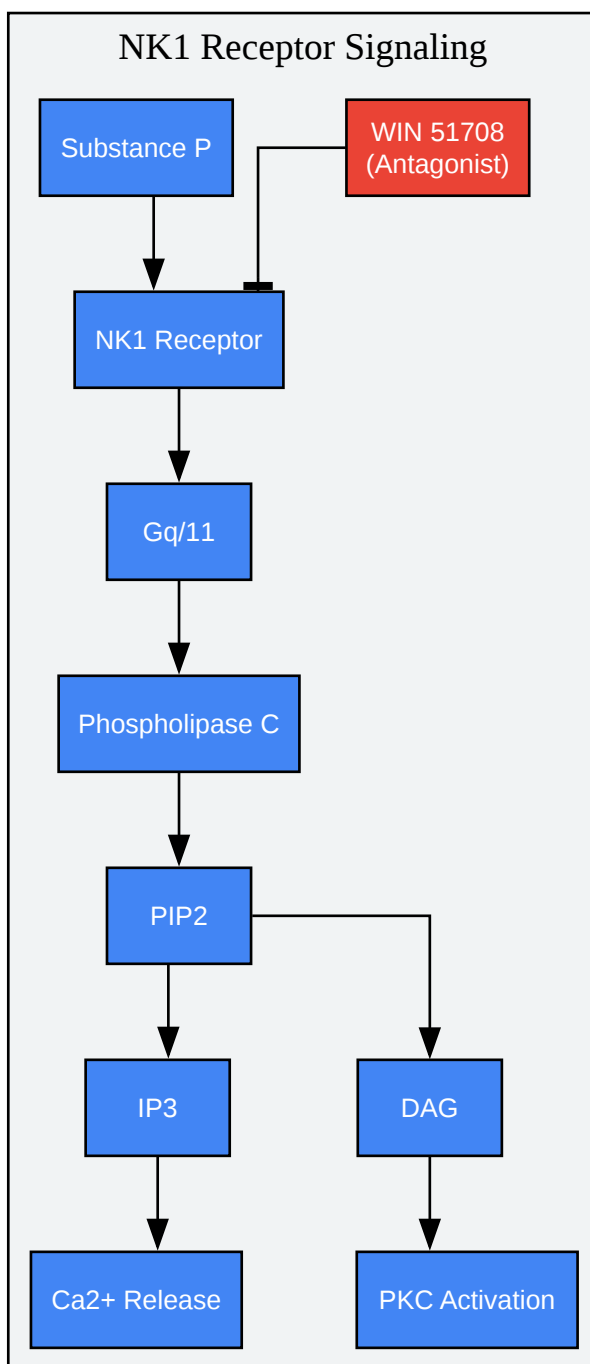 NK1 Receptor Signaling
Substance P
WIN 51708
(Antagonist)
NK1 Receptor
Gq/11
Phospholipase C
PIP2
IP3
DAG
Ca2+ Release
PKC Activation